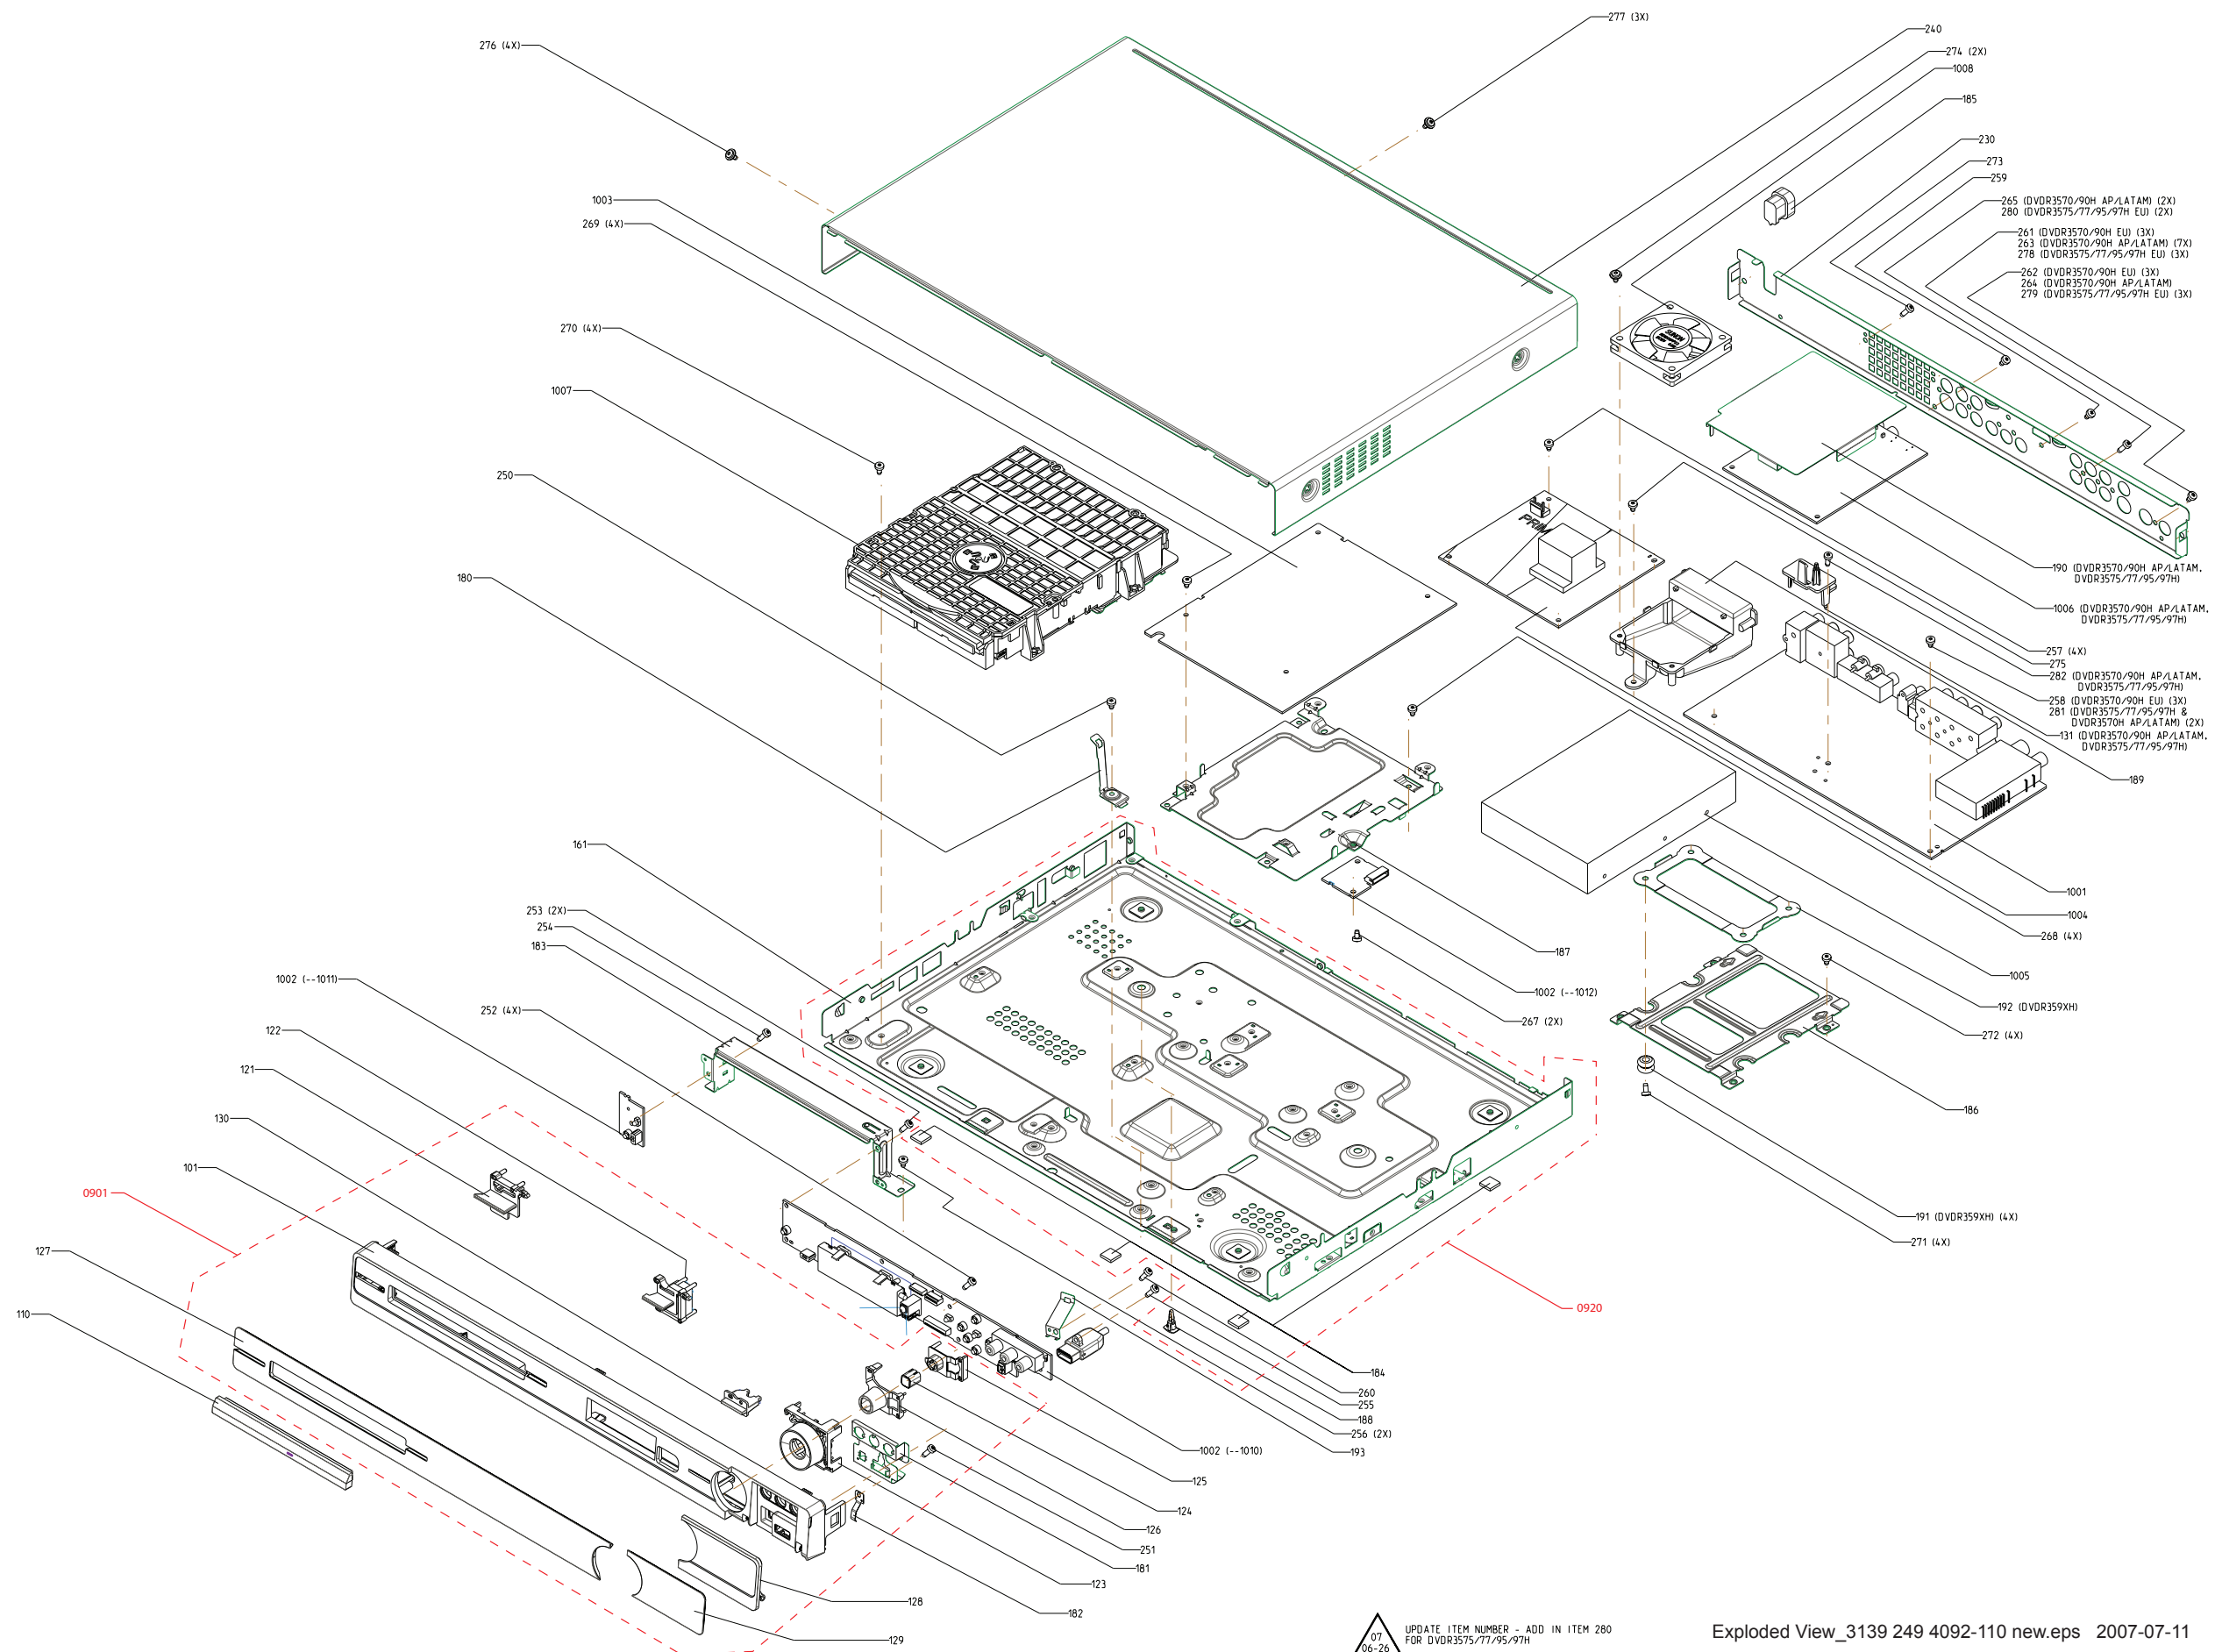 277 (3X)
276 (4X)
240
274 (2X)
1008
185
230
273
259
1003
269 (4X)
265 (DVDR3570/90H AP/LATAM) (2X)
280 (DVDR3575/77/95/97H EU) (2X)
261 (DVDR3570/90H EU) (3X)
263 (DVDR3570/90H AP/LATAM) (7X)
278 (DVDR3575/77/95/97H EU) (3X)
262 (DVDR3570/90H EU) (3X)
264 (DVDR3570/90H AP/LATAM)
279 (DVDR3575/77/95/97H EU) (3X)
270 (4X)
1007
250
180
190 (DVDR3570/90H AP/LATAM,
DVDR3575/77/95/97H)
1006 (DVDR3570/90H AP/LATAM,
DVDR3575/77/95/97H)
257 (4X)
275
282 (DVDR3570/90H AP/LATAM,
DVDR3575/77/95/97H)
258 (DVDR3570/90H EU) (3X)
281 (DVDR3575/77/95/97H &
DVDR3570H AP/LATAM) (2X)
131 (DVDR3570/90H AP/LATAM,
DVDR3575/77/95/97H)
189
161
1001
253 (2X)
1004
254
268 (4X)
183
187
1005
1002 (--1011)
1002 (--1012)
192 (DVDR359XH)
252 (4X)
267 (2X)
272 (4X)
122
121
130
186
101
0901
191 (DVDR359XH) (4X)
127
271 (4X)
110
0920
184
260
255
188
256 (2X)
1002 (--1010)
193
125
124
126
251
181
123
128
182
129
07
06-26
UPDATE ITEM NUMBER - ADD IN ITEM 280
FOR DVDR3575/77/95/97H
Exploded View_3139 249 4092-110 new.eps 2007-07-11